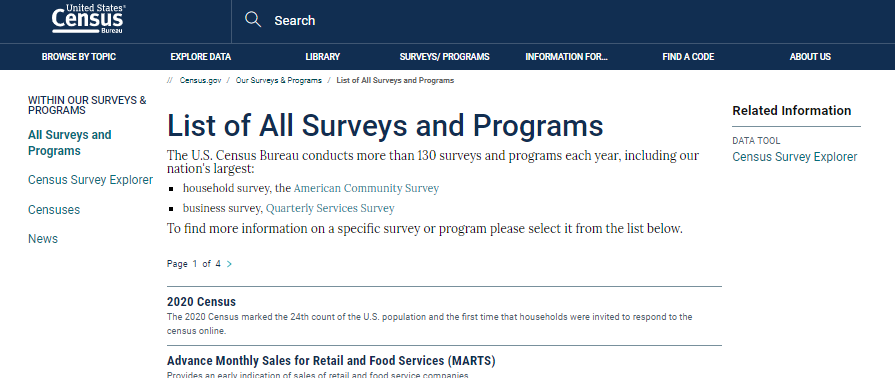 United States®
Census
Bureau
Search
BROWSE BY TOPIC
EXPLORE DATA
LIBRARY
SURVEYS/ PROGRAMS
INFORMATION FOR...
FIND A CODE
ABOUT US
// Census.gov / Our Surveys & Programs / List of All Surveys and Programs
WITHIN OUR SURVEYS &
PROGRAMS
All Surveys and
Programs
Census Survey Explorer
Censuses
News
List of All Surveys and Programs
The U.S. Census Bureau conducts more than 130 surveys and programs each year, including our
nation's largest:
household survey, the American Community Survey
business survey, Quarterly Services Survey
To find more information on a specific survey or program please select it from the list below.
Page 1 of 4 >
2020 Census
The 2020 Census marked the 24th count of the U.S. population and the first time that households were invited to respond to the
census online.
Advance Monthly Sales for Retail and Food Services (MARTS)
Provides an early indication of sales of retail and food service companies.
Related Information
DATA TOOL
Census Survey Explorer